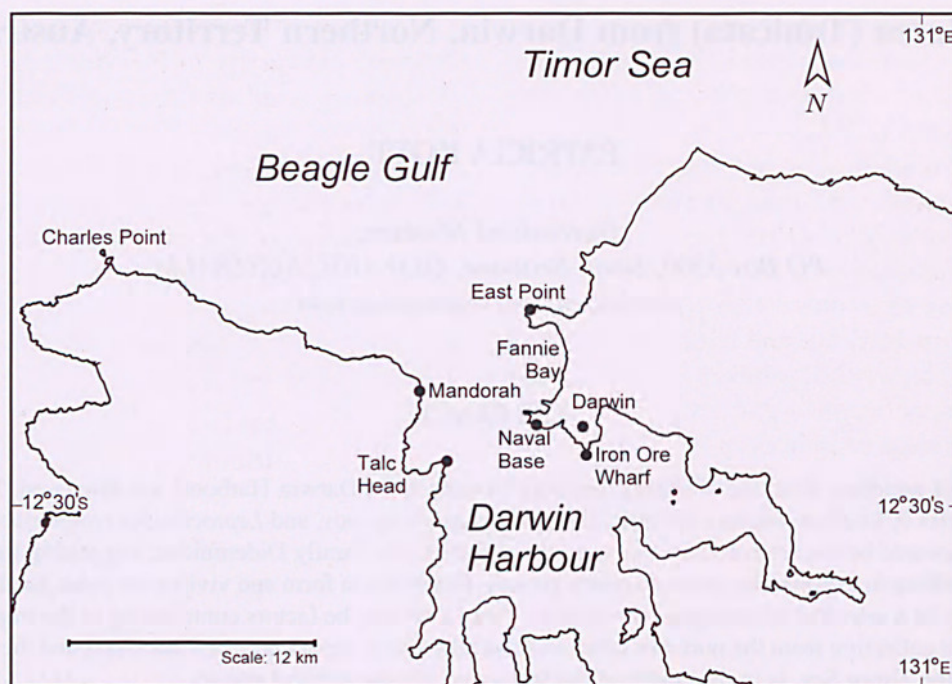 131°E
Timor Sea
N
Beagle Gulf
Charles Point
East Point
Fannie
Bay
Mandorah
Darwin
Naval
Base
Iron Ore
Wharf
Talc
Head
12°30's
12°30's
Darwin
Harbour
Scale: 12 km
131°E